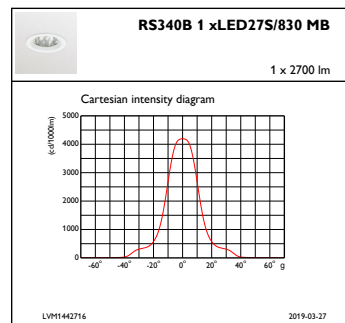 RS340B 1 xLED27S/830 MB
1 x 2700 lm
Cartesian intensity diagram
(cd/1000lm)
5000
4000
3000
2000
1000
0
-60° -40° -20° 0° 20° 40° 60° g
LVM1442716 2019-03-27